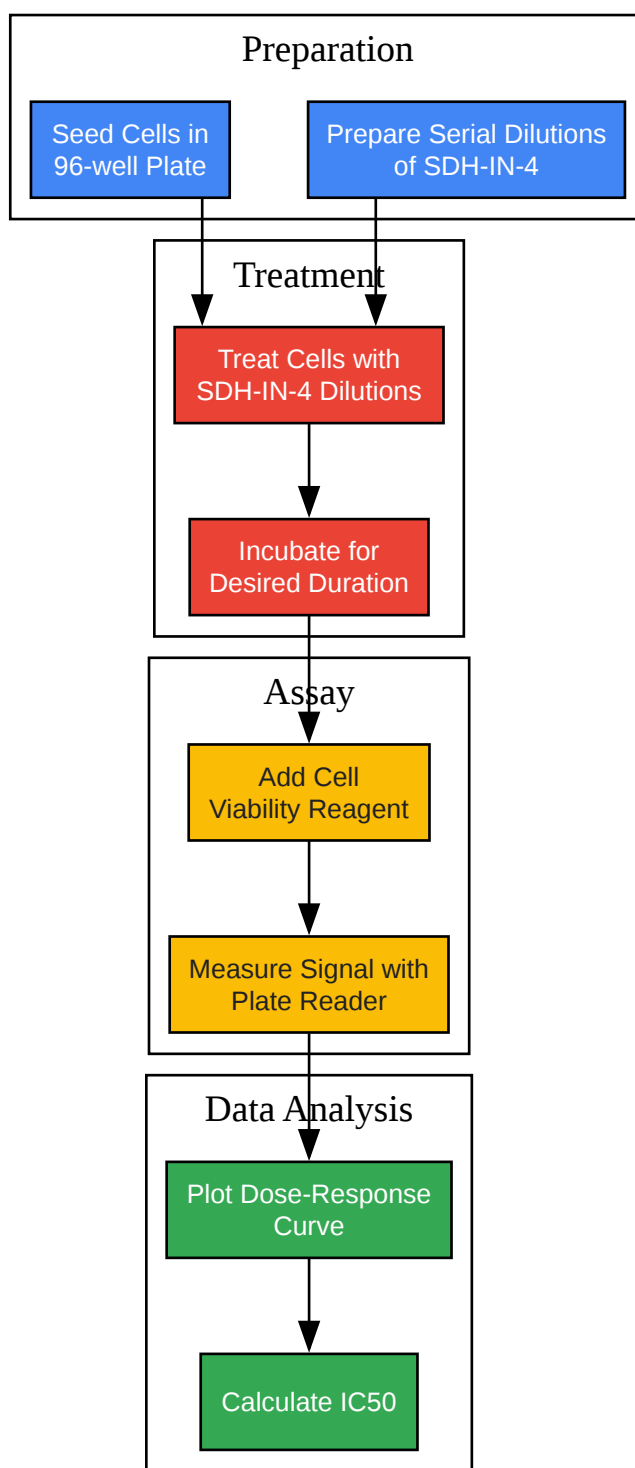 Preparation
Seed Cells in
96-well Plate
Prepare Serial Dilutions
of SDH-IN-4
Treatment
Treat Cells with
SDH-IN-4 Dilutions
Incubate for
Desired Duration
Assay
Add Cell
Viability Reagent
Measure Signal with
Plate Reader
Data Analysis
Plot Dose-Response
Curve
Calculate IC50